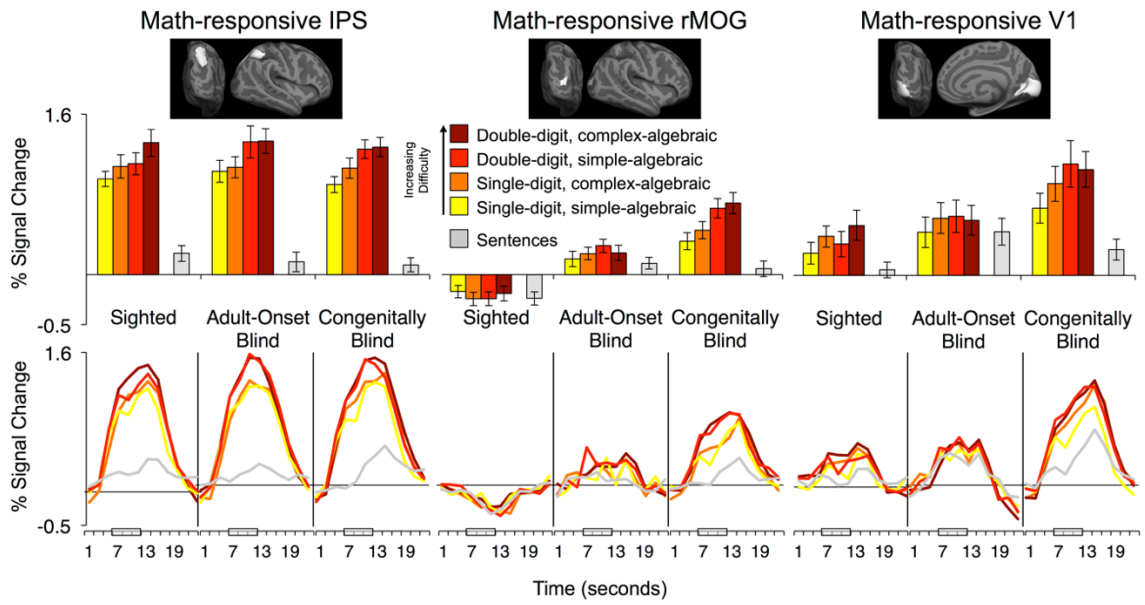 Math-responsive IPS
Math-responsive rMOG
Math-responsive V1
% Signal Change
1.6
-0.5
Increasing
Difficulty
Double-digit, complex-algebraic
Double-digit, simple-algebraic
Single-digit, complex-algebraic
Single-digit, simple-algebraic
Sentences
Sighted
Adult-Onset
Blind
Congenitally
Blind
Sighted
Adult-Onset
Blind
Congenitally
Blind
Sighted
Adult-Onset
Blind
Congenitally
Blind
% Signal Change
1.6
-0.5
1 7 13 19 1 7 13 19 1 7 13 19 1 7 13 19 1 7 13 19 1 7 13 19 1 7 13 19 1 7 13 19 1 7 13 19
Time (seconds)